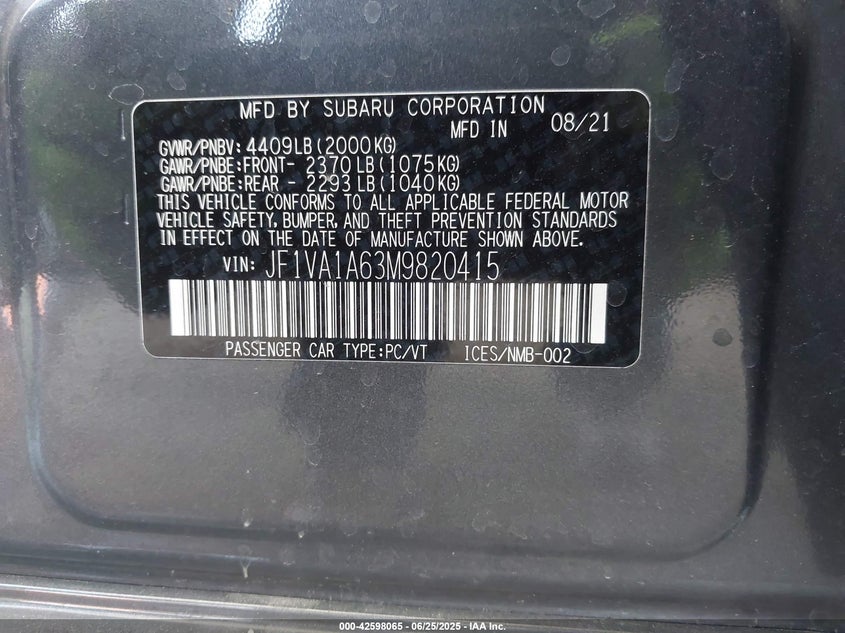 MFD BY SUBARU CORPORATION
MFD IN 08/21
GVWR/PNBV: 4409LB(2000KG)
GAWR/PNBE:FRONT- 2370LB(1075KG)
GAWR/PNBE:REAR - 2293LB(1040KG)
THIS VEHICLE CONFORMS TO ALL APPLICABLE FEDERAL MOTOR
VEHICLE SAFETY, BUMPER, AND THEFT PREVENTION STANDARDS
IN EFFECT ON THE DATE OF MANUFACTURE SHOWN ABOVE.
VIN: JF1VA1A63M9820415
PASSENGER CAR TYPE:PC/VT ICES/NMB-002
000-42598065 - 06/25/2025 - IAA Inc.